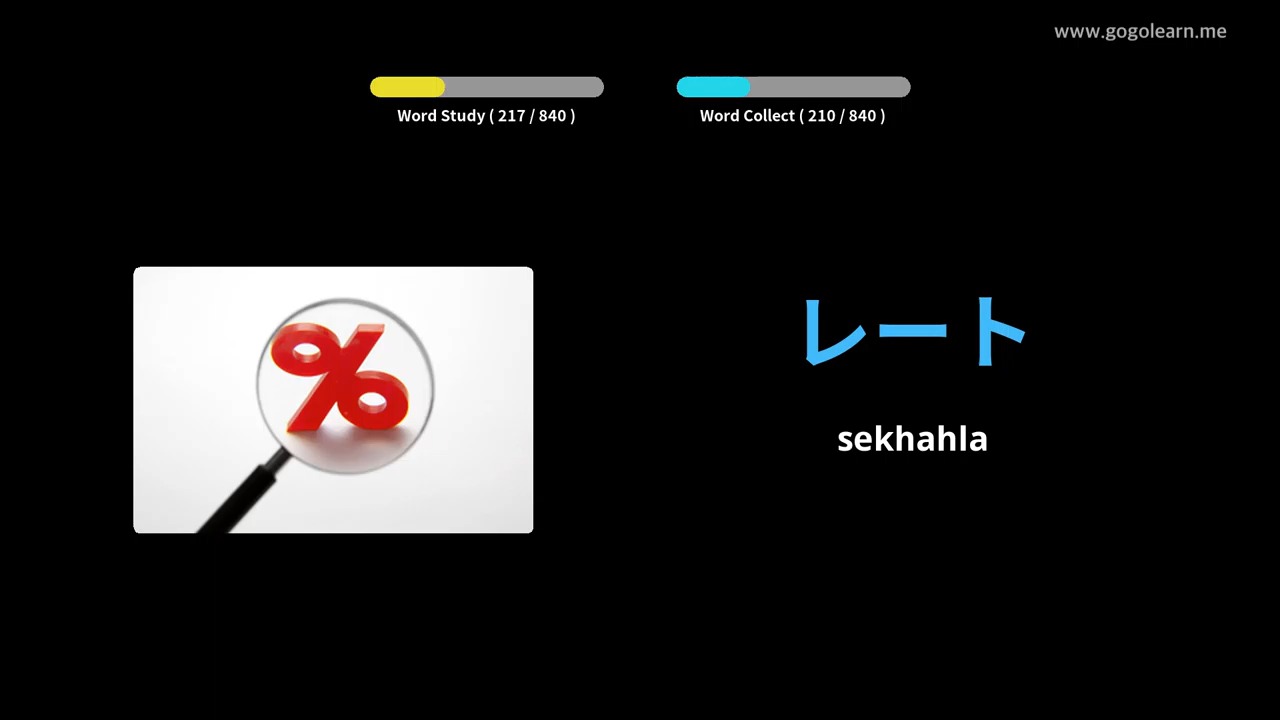 www.gogolearn.me
Word Study ( 217 / 840 )
Word Collect ( 210 / 840 )
%
レート
sekhahla